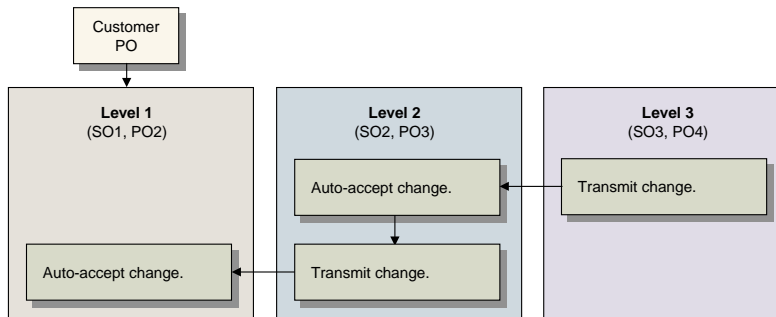 Customer
PO
Level 1
(SO1, PO2)
Level 2
(SO2, PO3)
Level 3
(SO3, PO4)
Auto-accept change.
Transmit change.
Auto-accept change.
Transmit change.